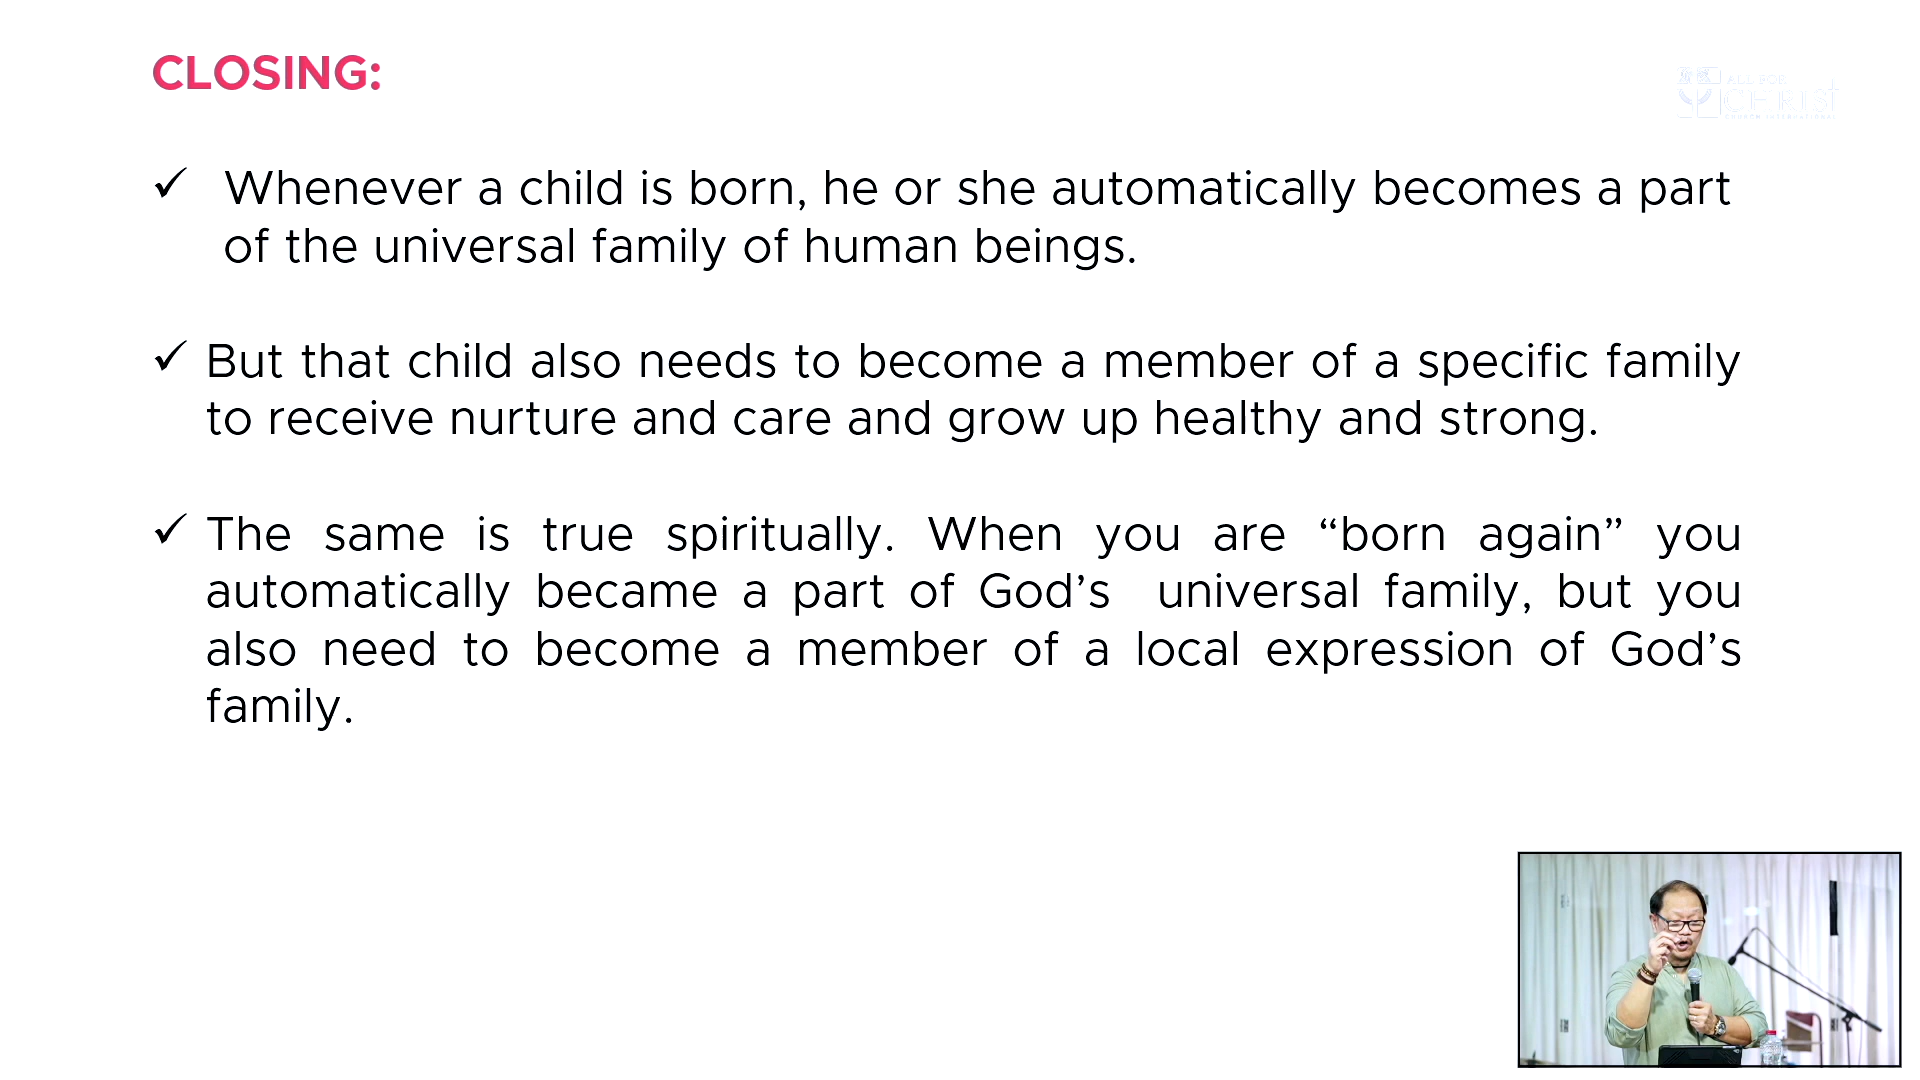 CLOSING:
ALL FOR
CHRIST
✓ Whenever a child is born, he or she automatically becomes a part
of the universal family of human beings.
✓ But that child also needs to become a member of a specific family
to receive nurture and care and grow up healthy and strong.
✓ The same is true spiritually. When you are “born again” you
automatically became a part of God’s universal family, but you
also need to become a member of a local expression of God’s
family.